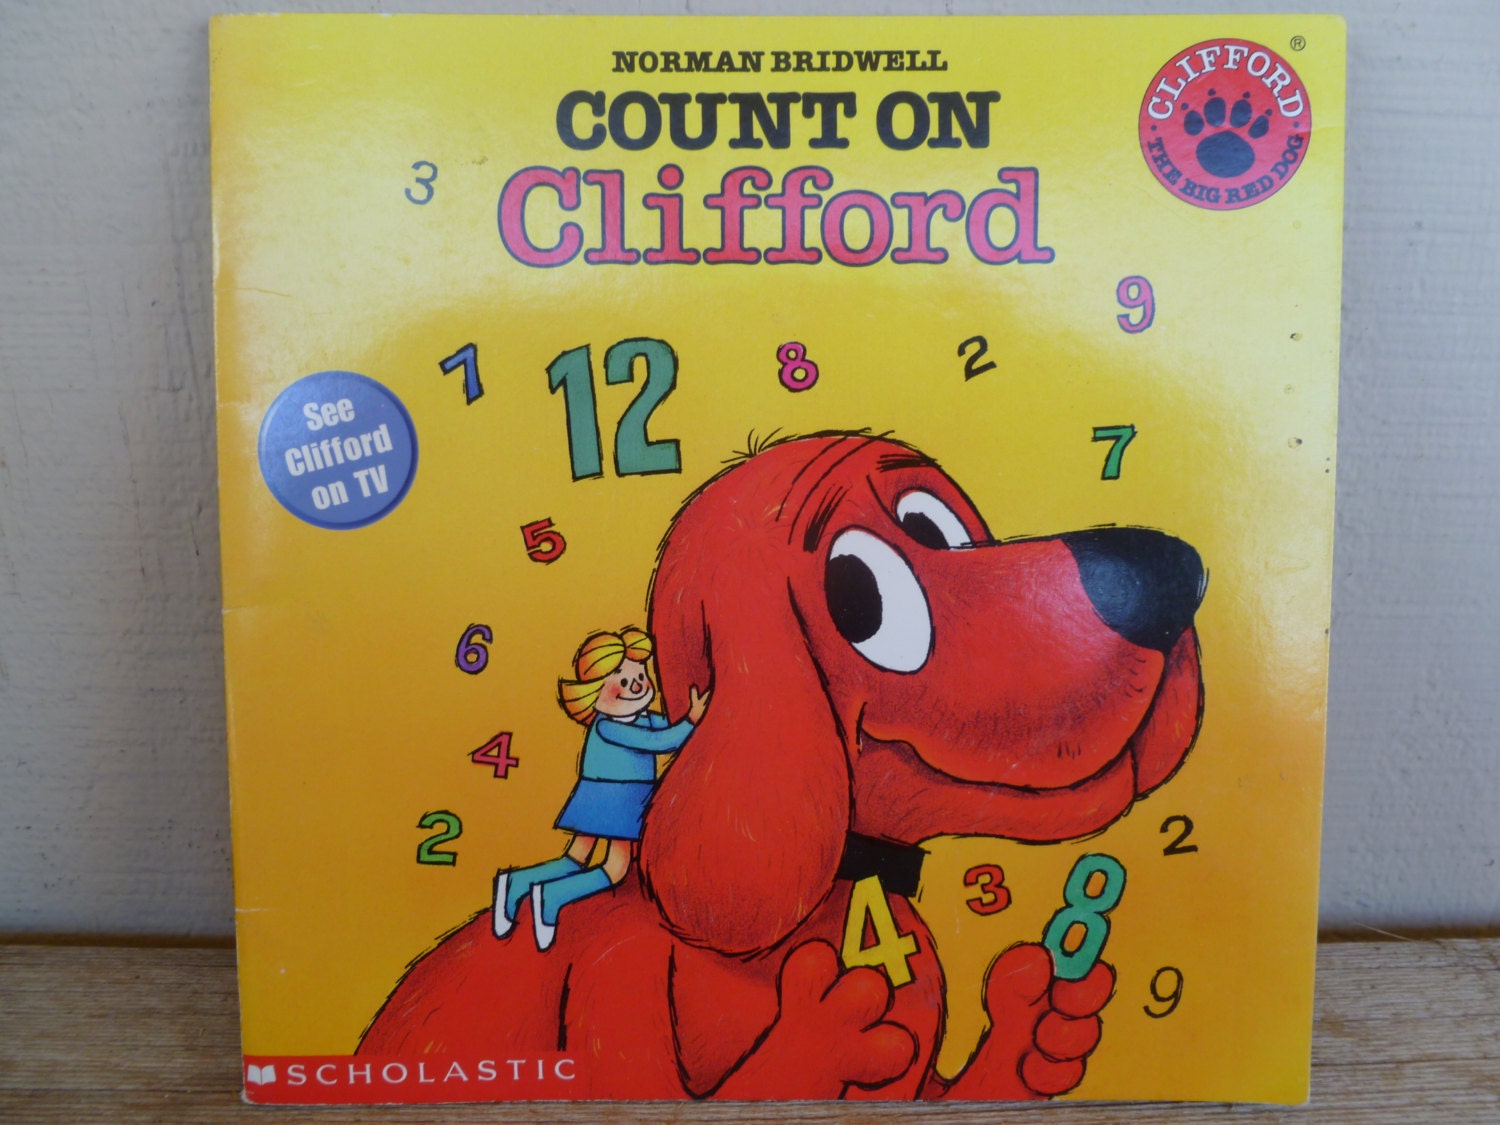 NORMAN BRIDWELL
COUNT ON
Clifford
CLIFFORD ®
THE BIG RED DOG
3
9
7 12 8 2
7
See
Clifford
on TV
5
6
4
2
2
3
4 8
9
SCHOLASTIC